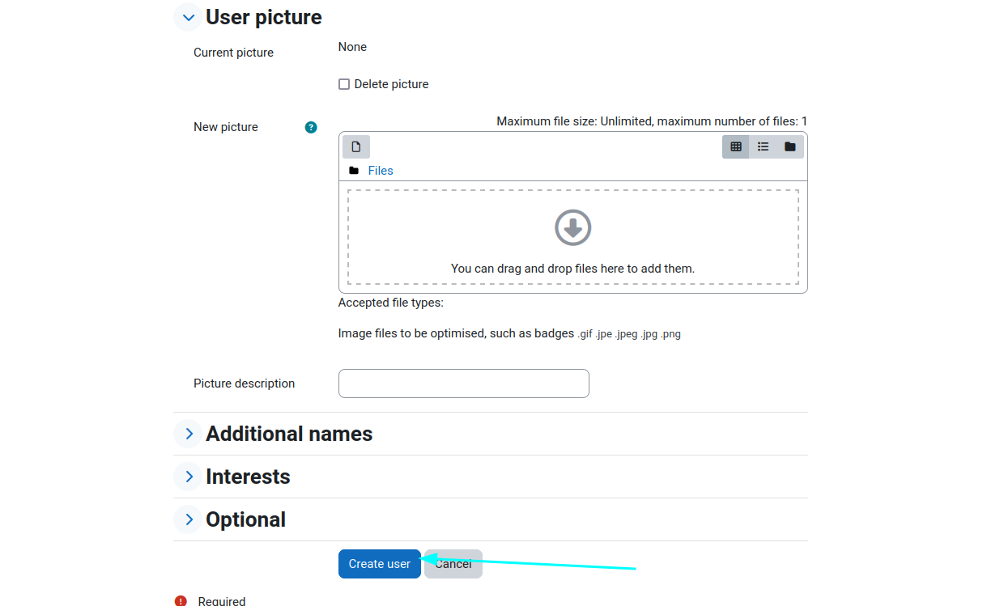 User picture
Current picture
None
Delete picture
New picture
?
Maximum file size: Unlimited, maximum number of files: 1
Files
You can drag and drop files here to add them.
Accepted file types:
Image files to be optimised, such as badges .gif .jpe .jpeg .jpg .png
Picture description
Additional names
Interests
Optional
Create user
Cancel
! Required